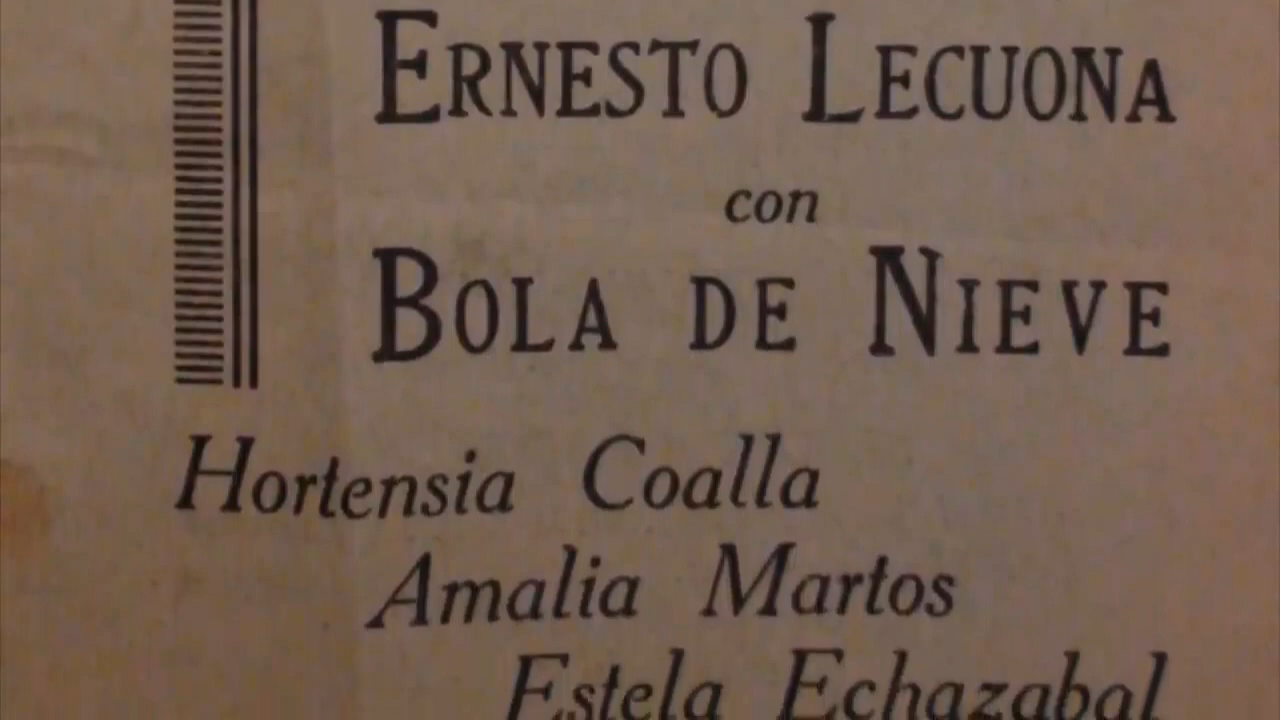 ERNESTO LECUONA
con
BOLA DE NIEVE
Hortensia Coalla
Amalia Martos
Estela Echazabal